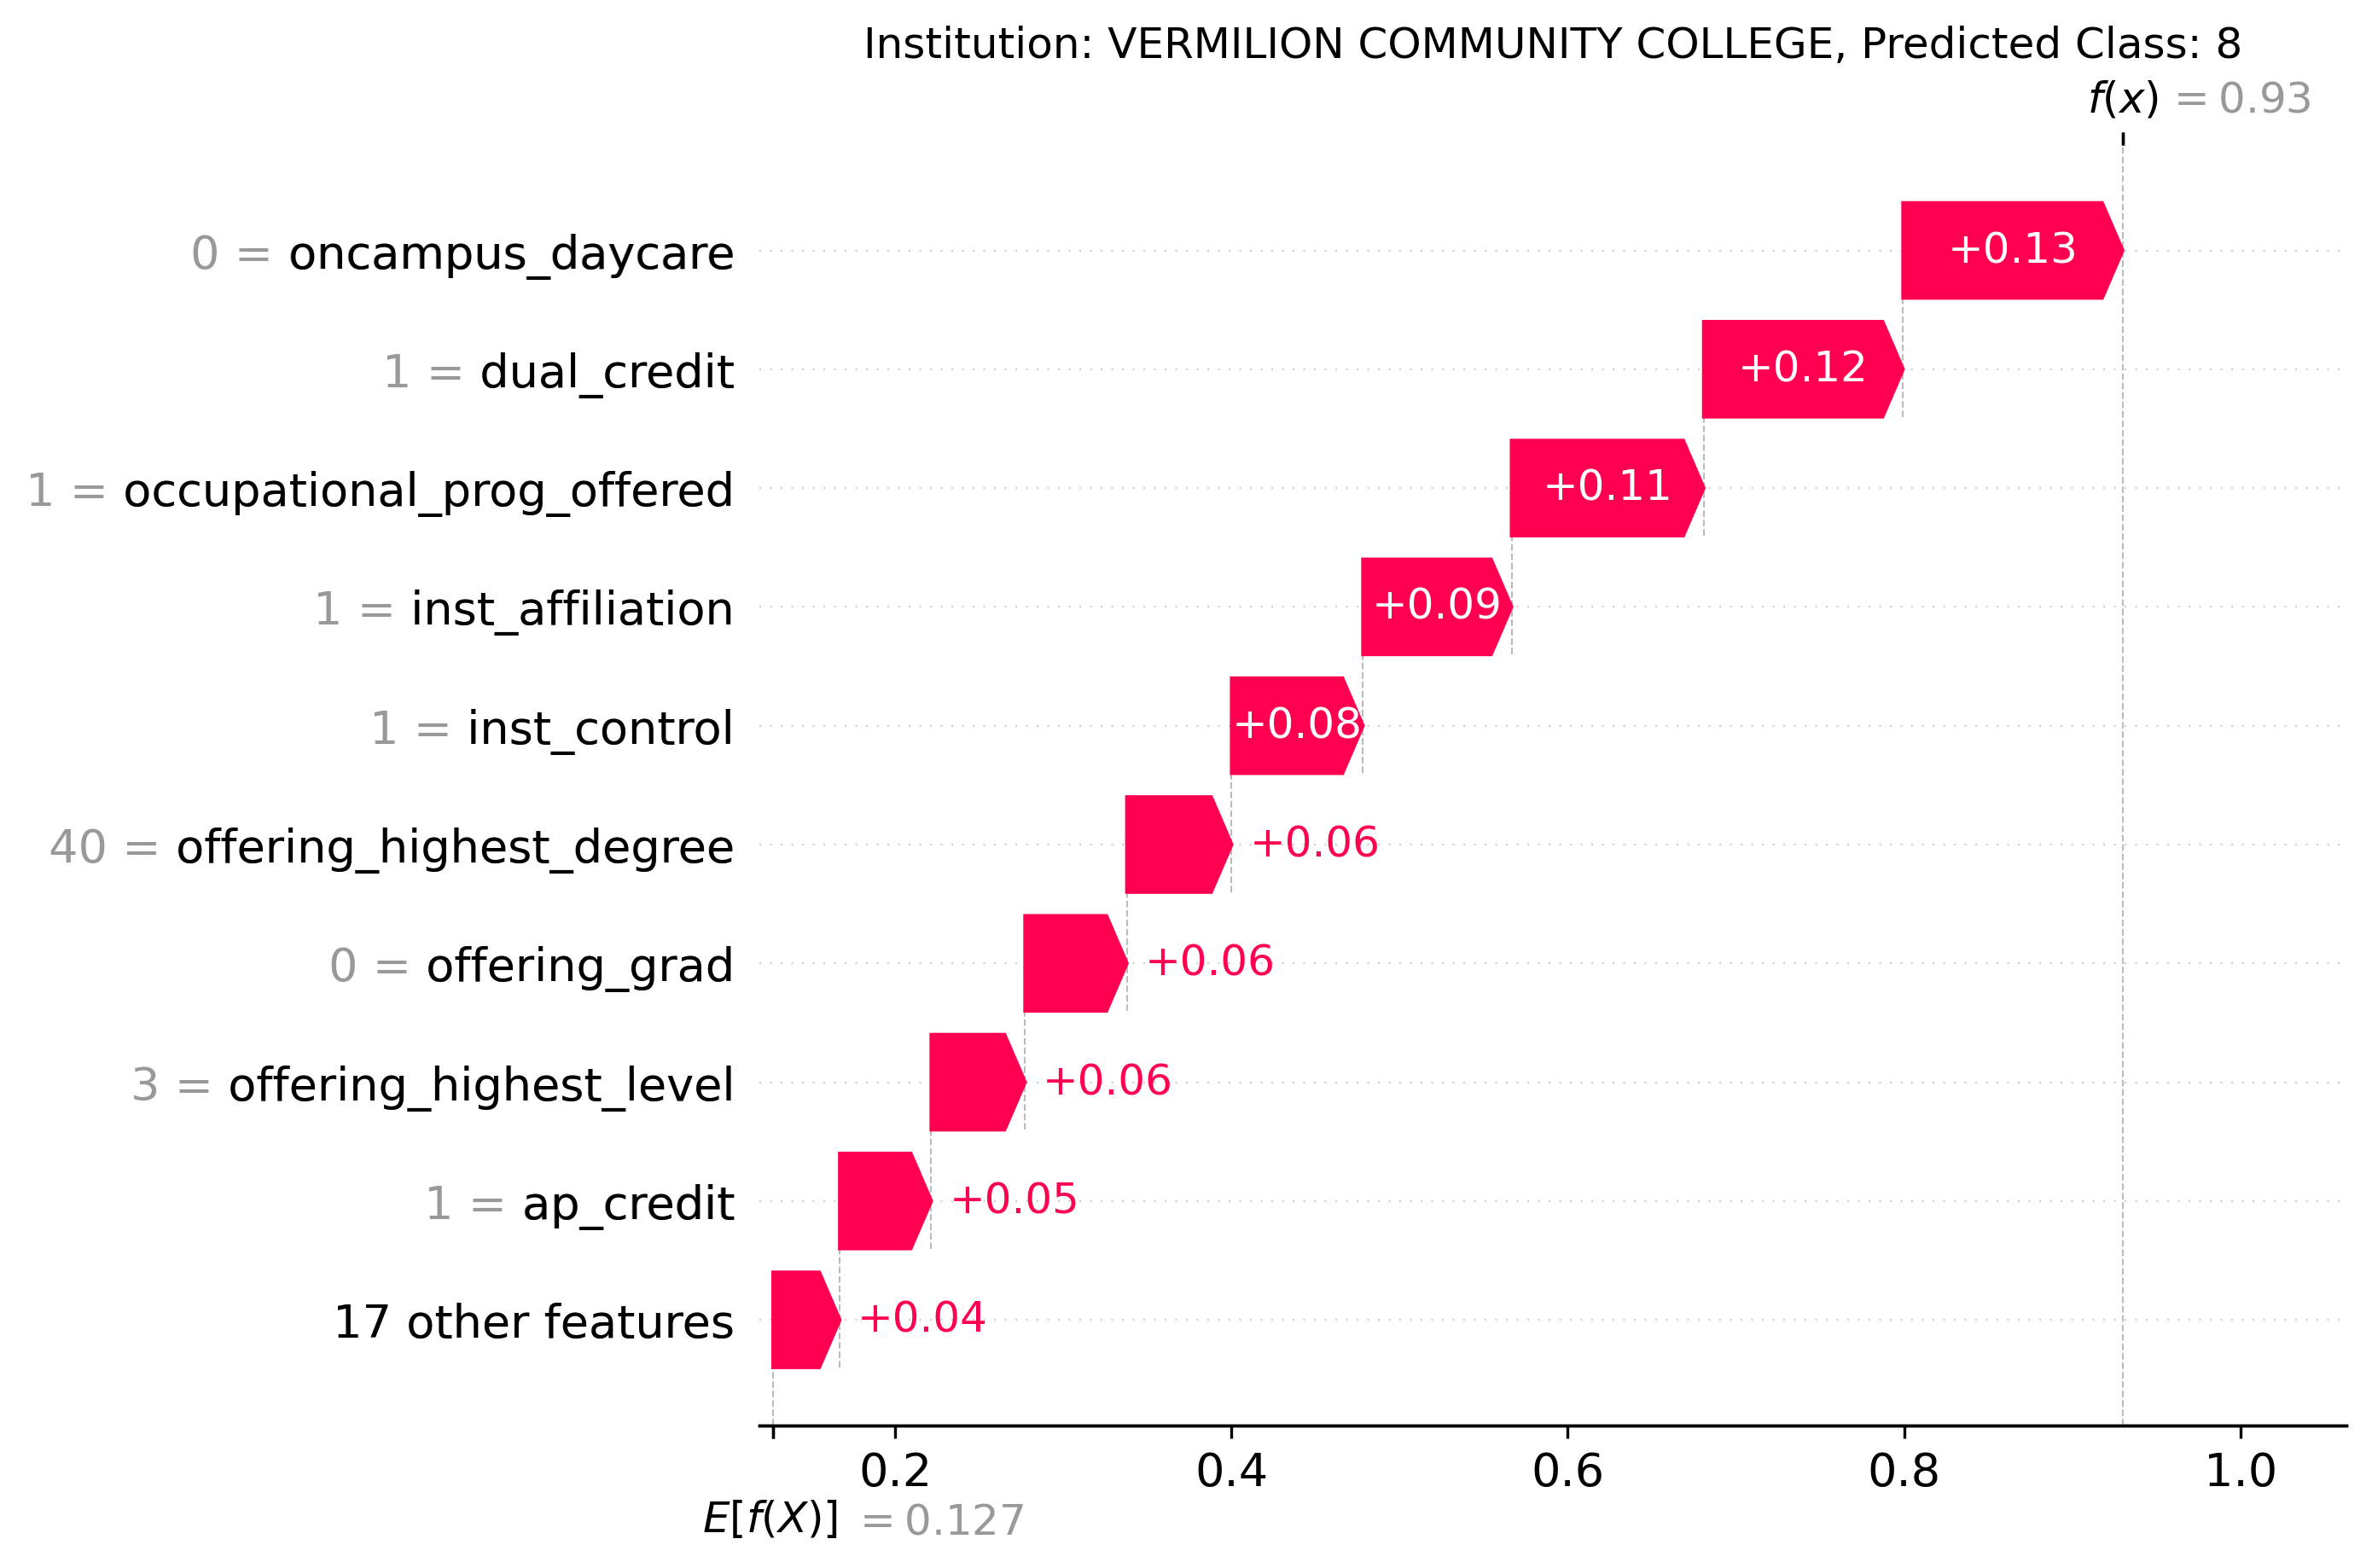 Institution: VERMILION COMMUNITY COLLEGE, Predicted Class: 8
f(x) = 0.93
0 = oncampus_daycare +0.13
1 = dual_credit +0.12
1 = occupational_prog_offered +0.11
1 = inst_affiliation +0.09
1 = inst_control +0.08
40 = offering_highest_degree +0.06
0 = offering_grad +0.06
3 = offering_highest_level +0.06
1 = ap_credit +0.05
17 other features +0.04
0.2 0.4 0.6 0.8 1.0
E[f(X)] = 0.127